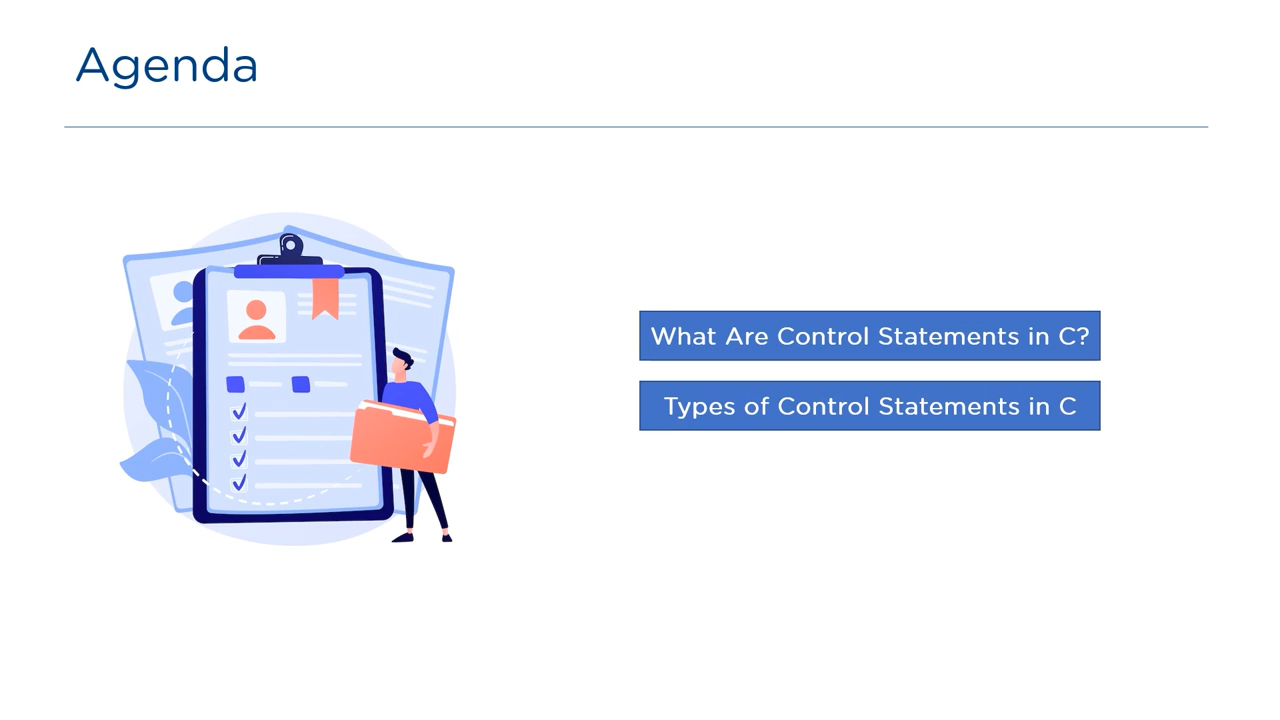 Agenda
What Are Control Statements in C?
Types of Control Statements in C